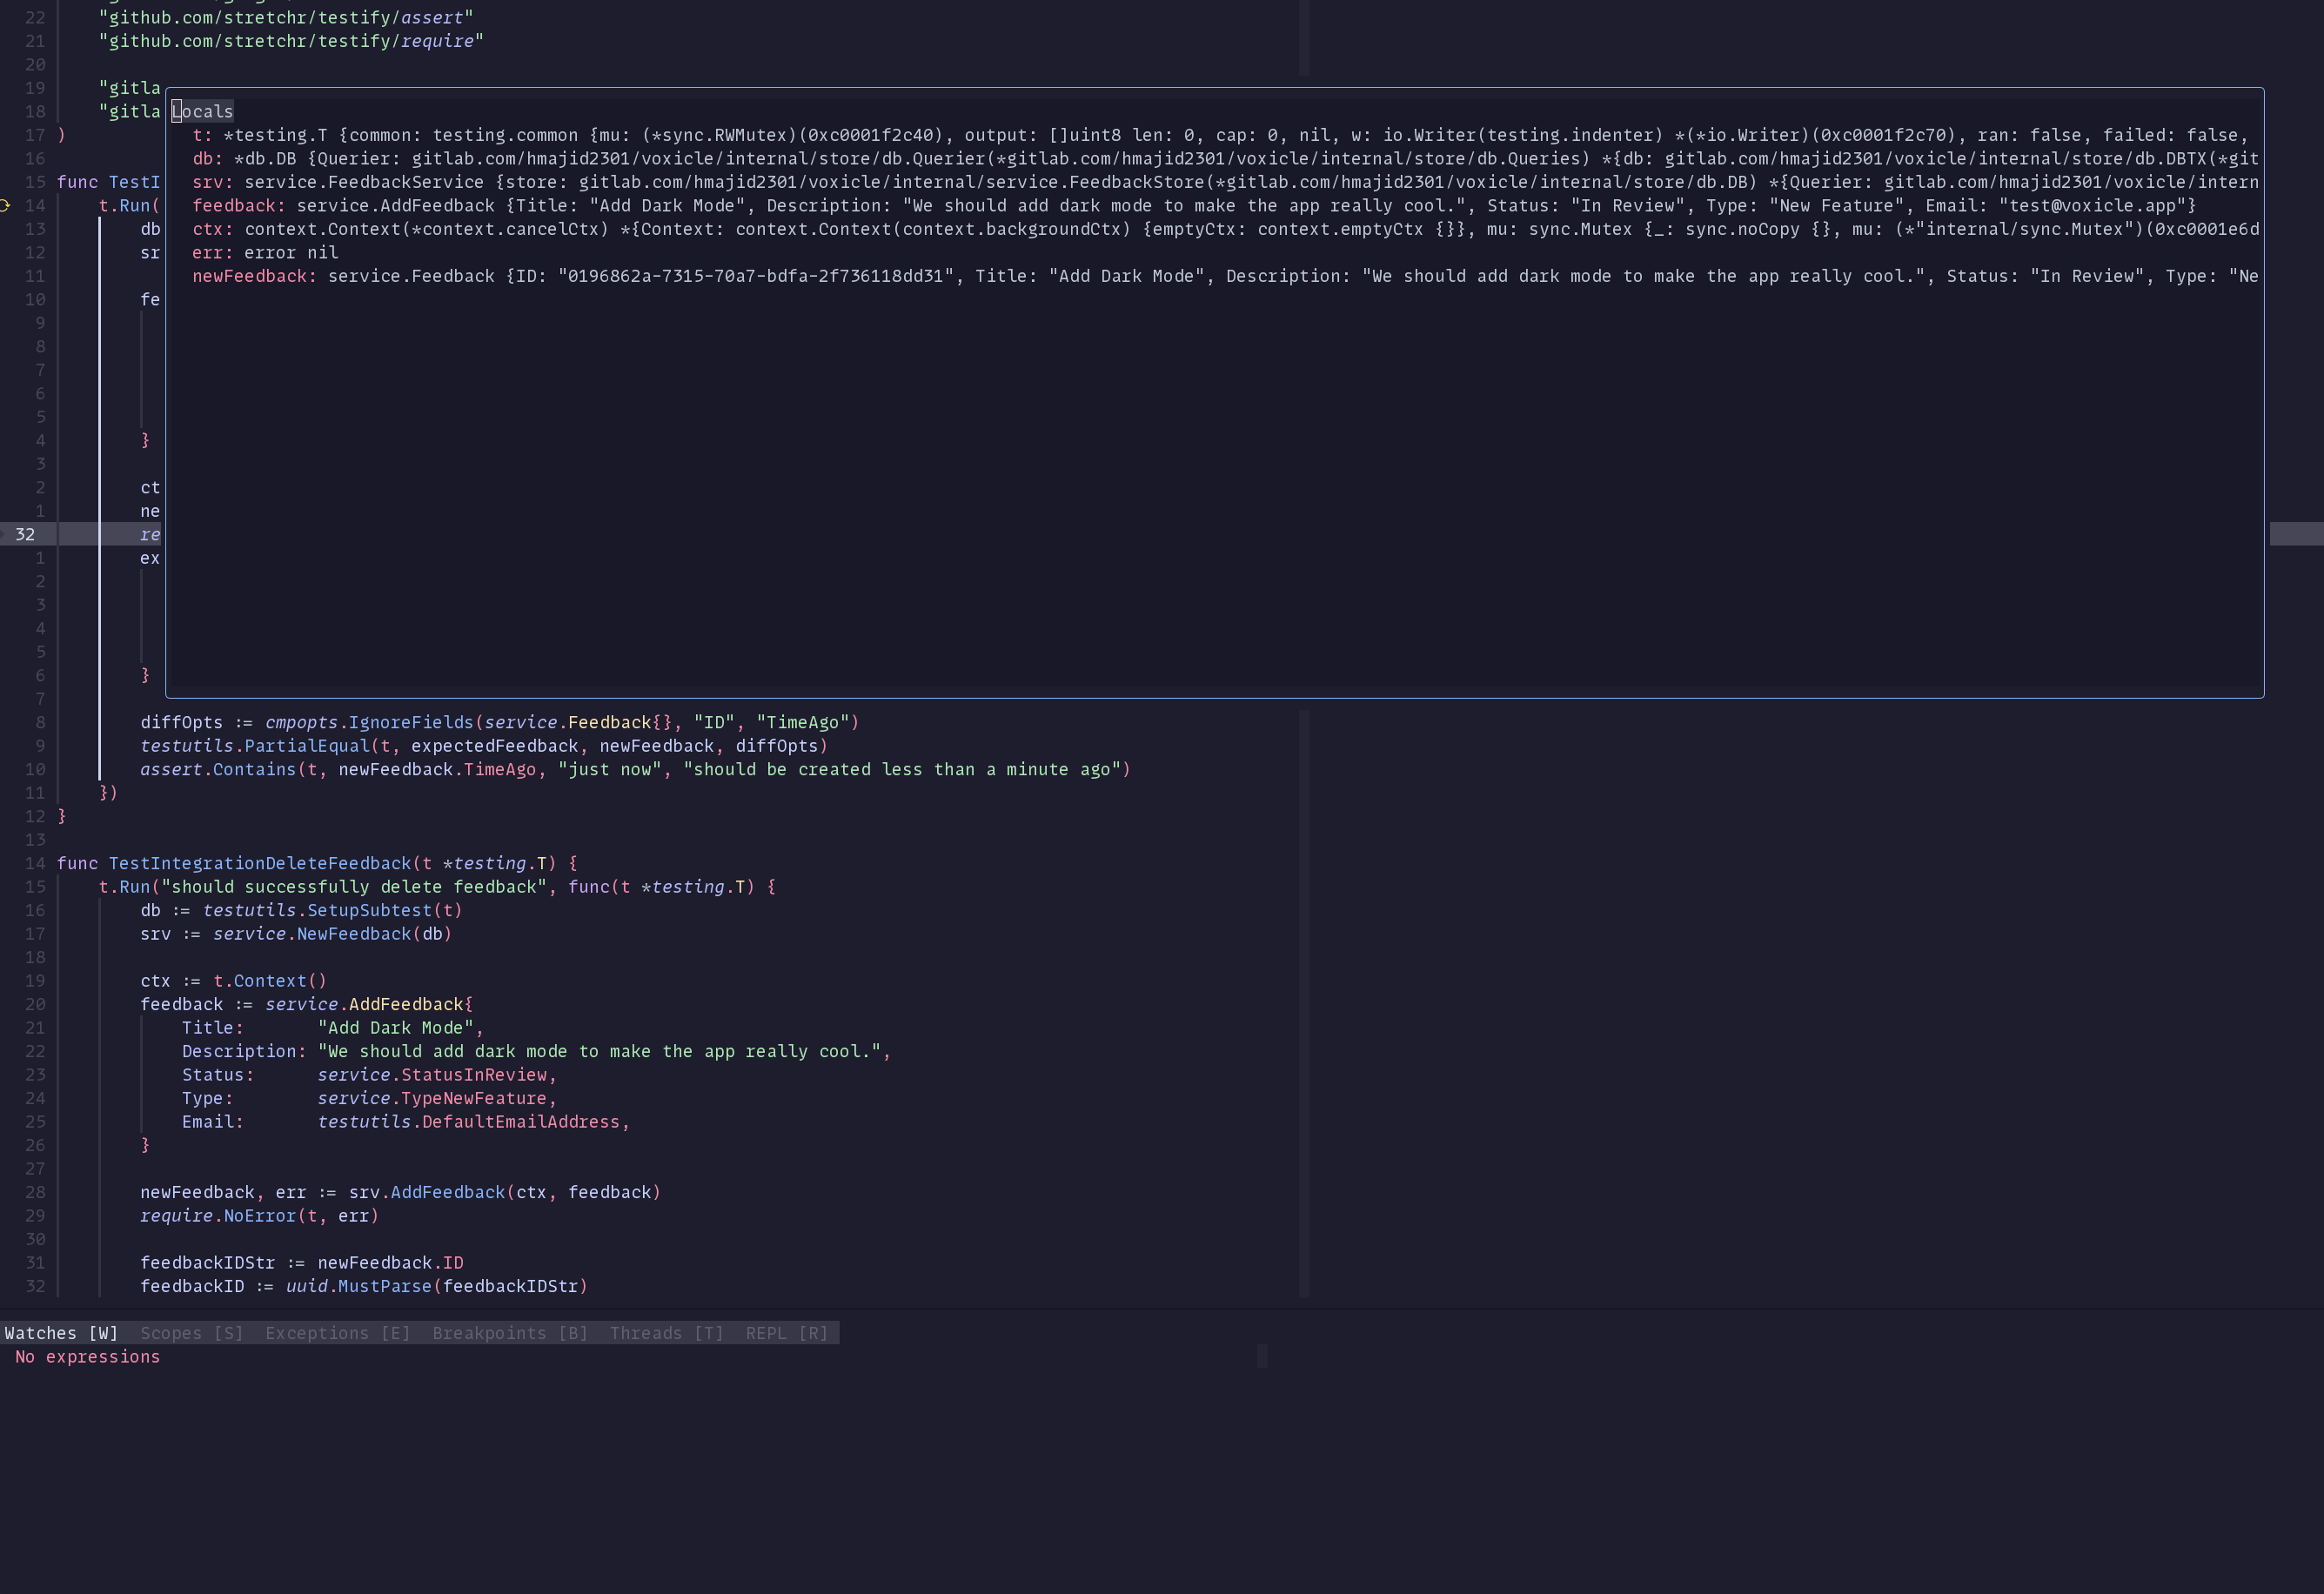 22 "github.com/stretchr/testify/assert"
21 "github.com/stretchr/testify/require"
20
19 "gitla
18 "gitla
Locals
17 )
t: *testing.T {common: testing.common {mu: (*sync.RWMutex)(0xc0001f2c40), output: []uint8 len: 0, cap: 0, nil, w: io.Writer(testing.indenter) *(*io.Writer)(0xc0001f2c70), ran: false, failed: false,
16
db: *db.DB {Querier: gitlab.com/hmajid2301/voxicle/internal/store/db.Querier(*gitlab.com/hmajid2301/voxicle/internal/store/db.Queries) *{db: gitlab.com/hmajid2301/voxicle/internal/store/db.DBTX(*git
15 func TestI
srv: service.FeedbackService {store: gitlab.com/hmajid2301/voxicle/internal/service.FeedbackStore(*gitlab.com/hmajid2301/voxicle/internal/store/db.DB) *{Querier: gitlab.com/hmajid2301/voxicle/intern
14 t.Run(
feedback: service.AddFeedback {Title: "Add Dark Mode", Description: "We should add dark mode to make the app really cool.", Status: "In Review", Type: "New Feature", Email: "test@voxicle.app"}
13 db
ctx: context.Context(*context.cancelCtx) *{Context: context.Context(context.backgroundCtx) {emptyCtx: context.emptyCtx {}}, mu: sync.Mutex {_: sync.noCopy {}, mu: (*"internal/sync.Mutex")(0xc0001e6d
12 sr
err: error nil
11
newFeedback: service.Feedback {ID: "0196862a-7315-70a7-bdfa-2f736118dd31", Title: "Add Dark Mode", Description: "We should add dark mode to make the app really cool.", Status: "In Review", Type: "Ne
10 fe
9
8
7
6
5
4 }
3
2 ct
1 ne
32 re
1 ex
2
3
4
5
6 }
7
8 diffOpts := cmpopts.IgnoreFields(service.Feedback{}, "ID", "TimeAgo")
9 testutils.PartialEqual(t, expectedFeedback, newFeedback, diffOpts)
10 assert.Contains(t, newFeedback.TimeAgo, "just now", "should be created less than a minute ago")
11 })
12 }
13
14 func TestIntegrationDeleteFeedback(t *testing.T) {
15 t.Run("should successfully delete feedback", func(t *testing.T) {
16 db := testutils.SetupSubtest(t)
17 srv := service.NewFeedback(db)
18
19 ctx := t.Context()
20 feedback := service.AddFeedback{
21 Title: "Add Dark Mode",
22 Description: "We should add dark mode to make the app really cool.",
23 Status: service.StatusInReview,
24 Type: service.TypeNewFeature,
25 Email: testutils.DefaultEmailAddress,
26 }
27
28 newFeedback, err := srv.AddFeedback(ctx, feedback)
29 require.NoError(t, err)
30
31 feedbackIDStr := newFeedback.ID
32 feedbackID := uuid.MustParse(feedbackIDStr)
Watches [W] Scopes [S] Exceptions [E] Breakpoints [B] Threads [T] REPL [R]
No expressions